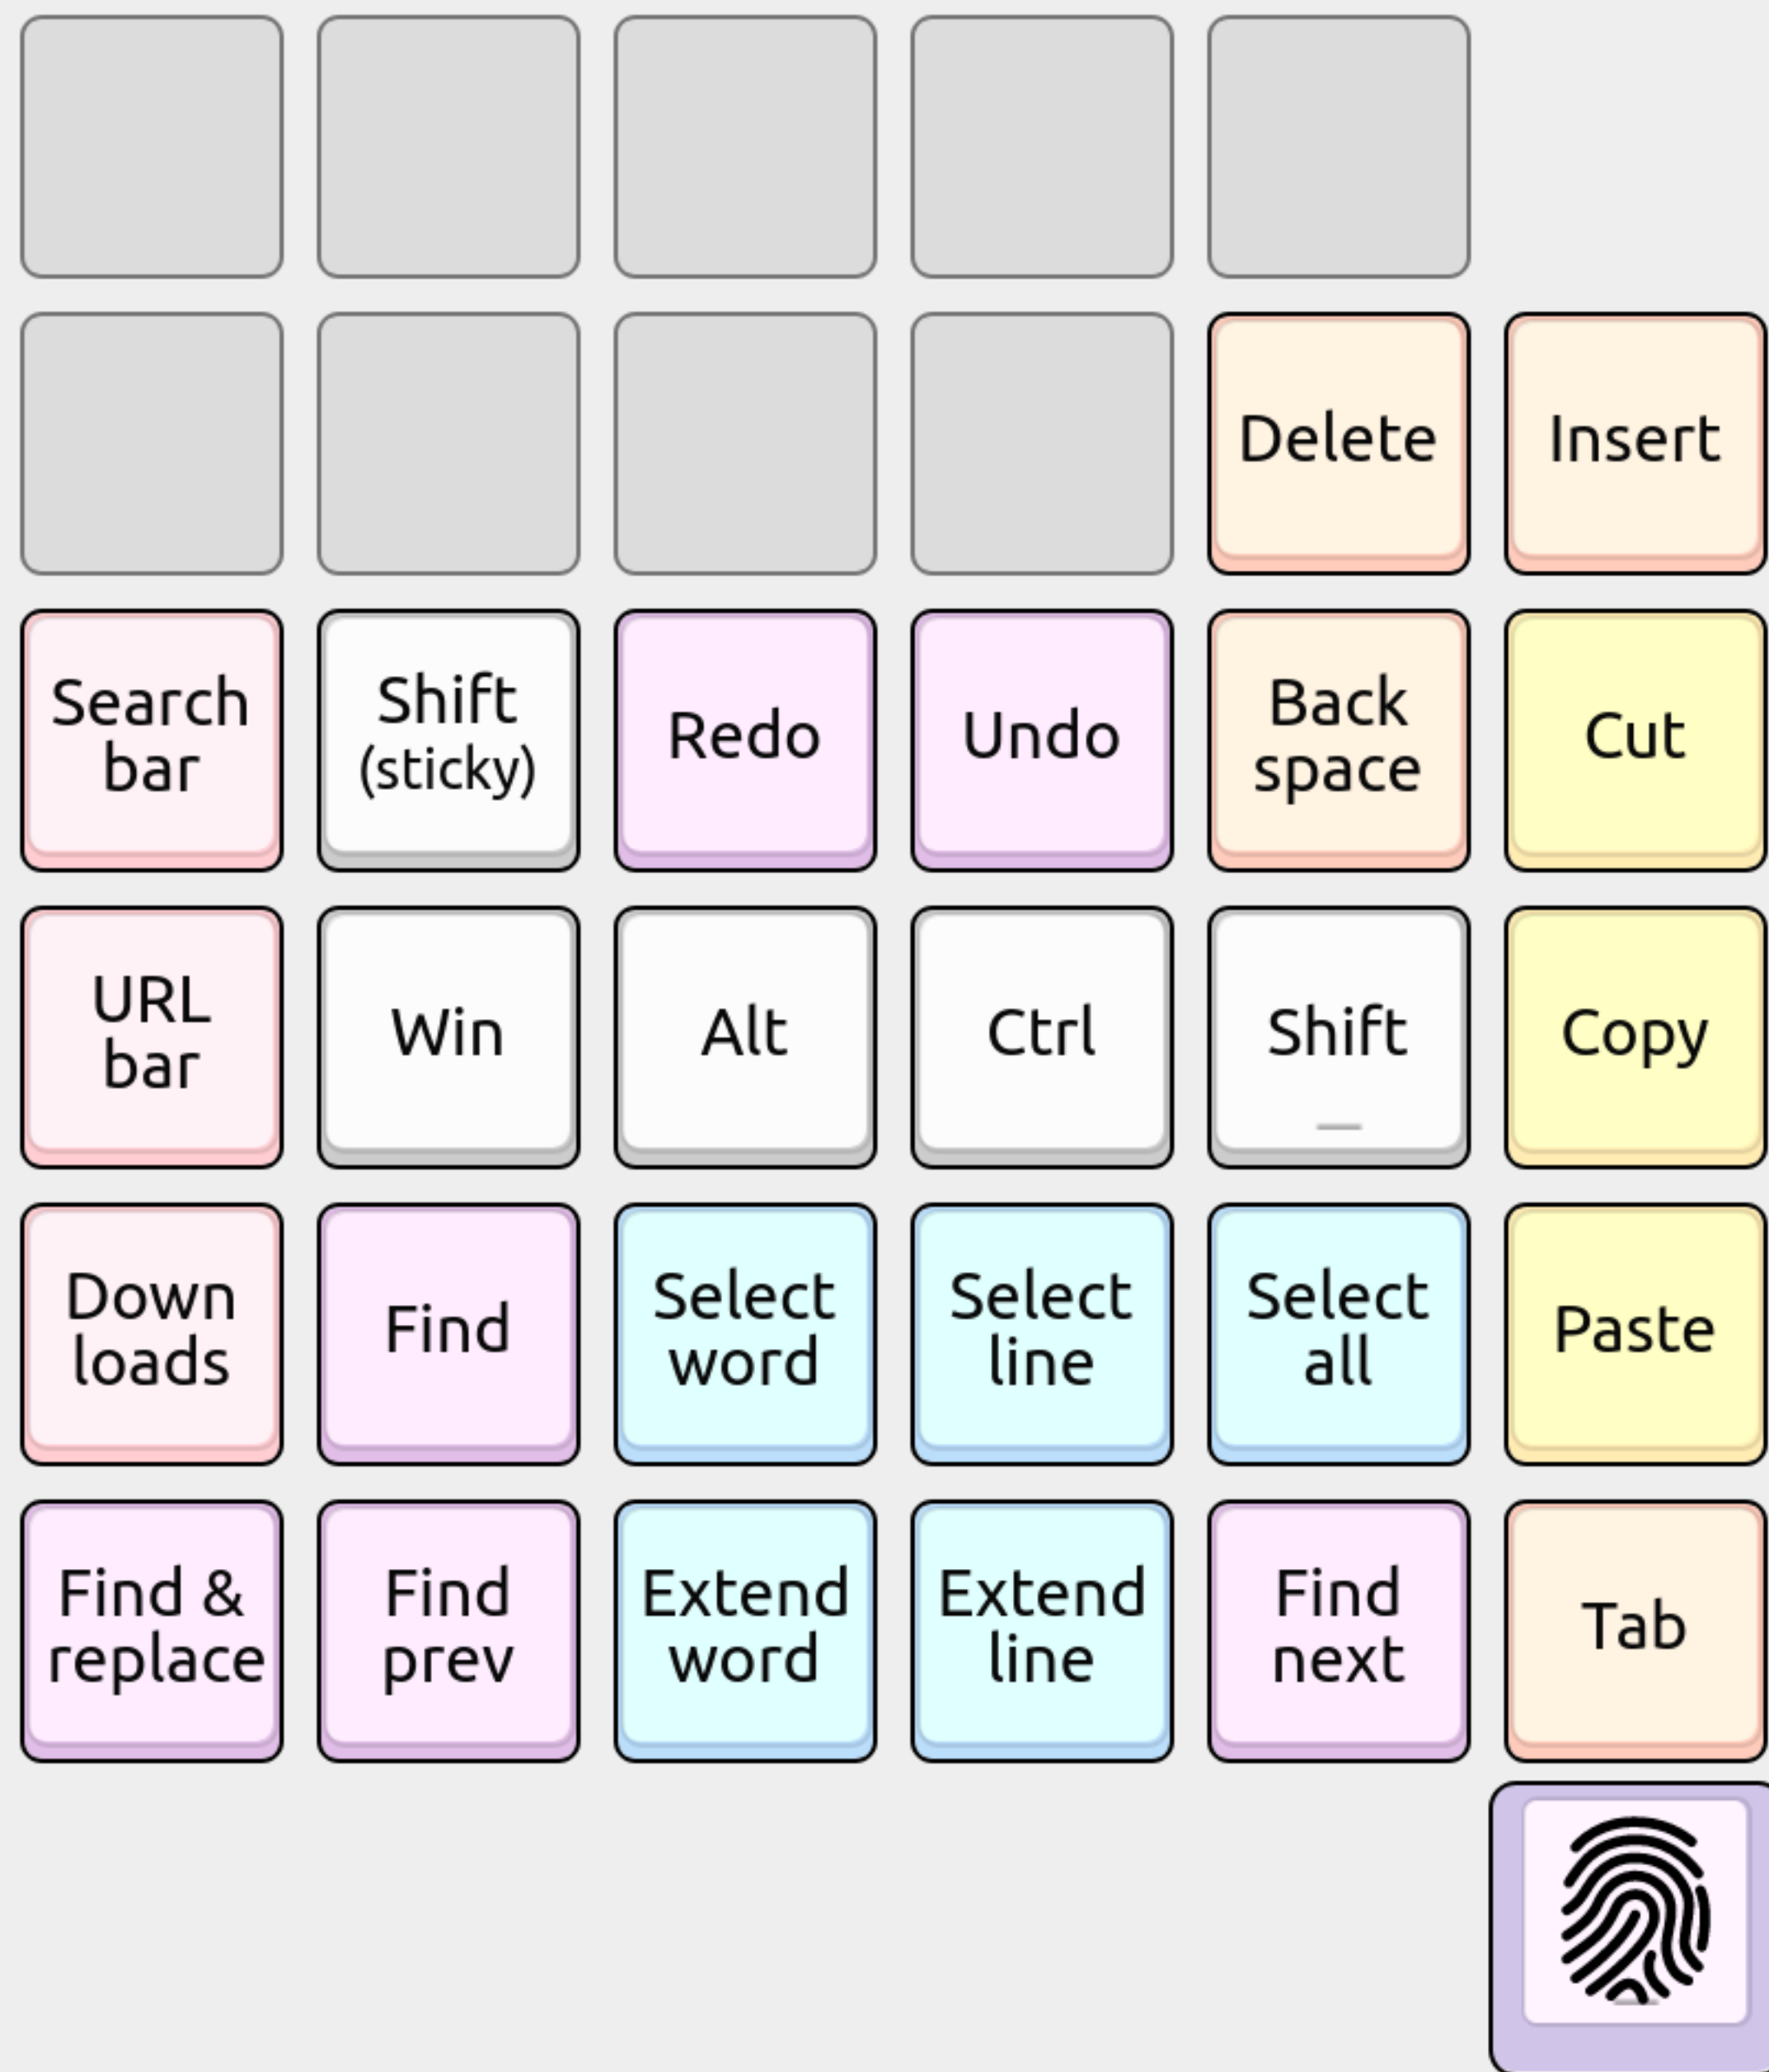 Delete
Insert
Search
bar
Shift
(sticky)
Redo
Undo
Back
space
Cut
URL
bar
Win
Alt
Ctrl
Shift
Copy
Down
loads
Find
Select
word
Select
line
Select
all
Paste
Find &
replace
Find
prev
Extend
word
Extend
line
Find
next
Tab